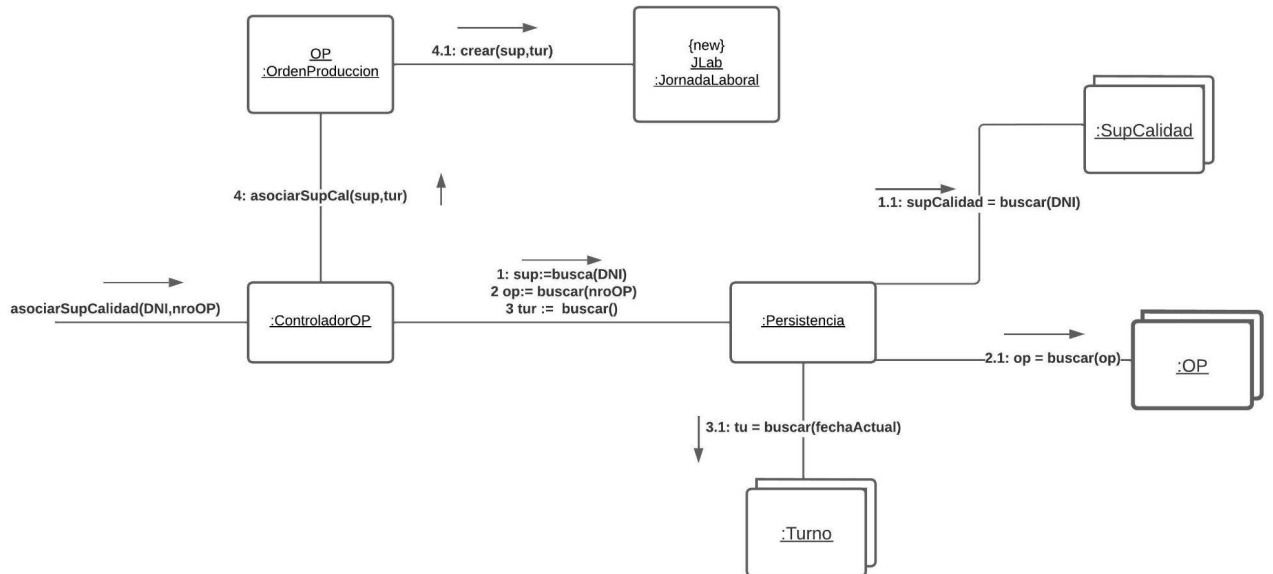 OP
:OrdenProduccion
4.1: crear(sup,tur)
{new}
JLab
:JornadaLaboral
:SupCalidad
4: asociarSupCal(sup,tur)
1.1: supCalidad = buscar(DNI)
asociarSupCalidad(DNI,nroOP)
:ControladorOP
1: sup:=busca(DNI)
2 op:= buscar(nroOP)
3 tur := buscar()
:Persistencia
2.1: op = buscar(op)
:OP
3.1: tu = buscar(fechaActual)
:Turno